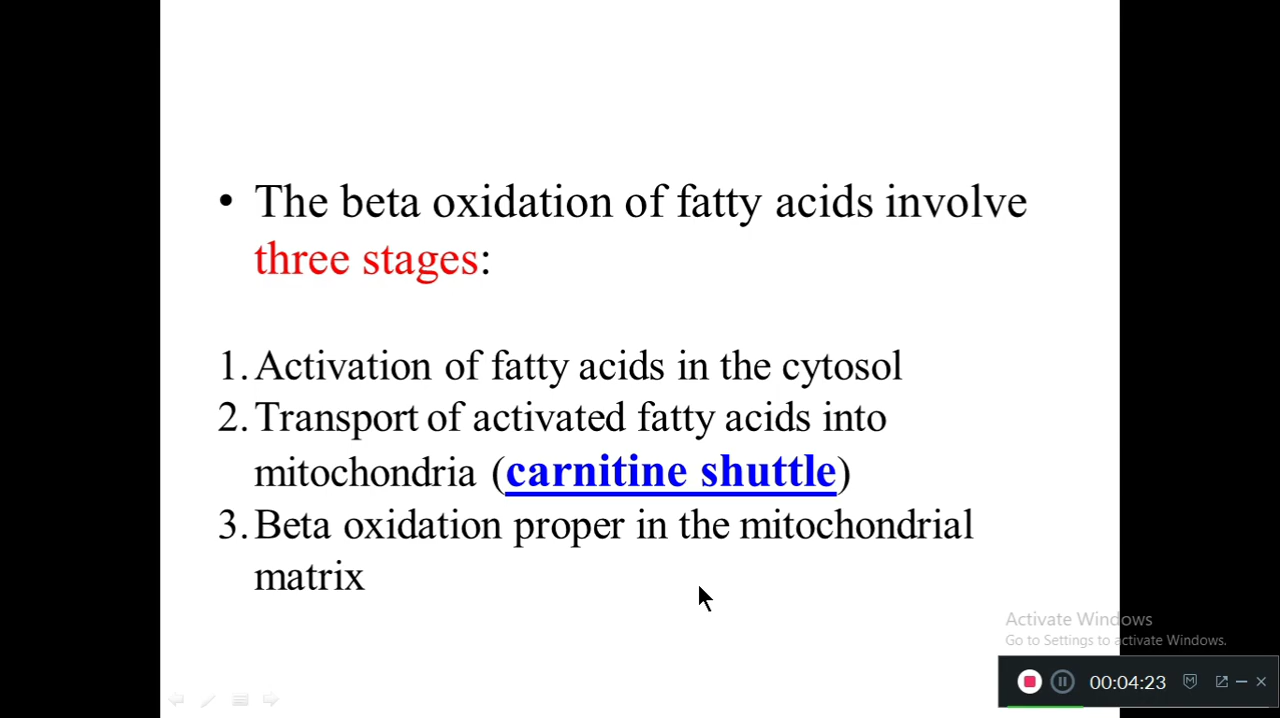 • The beta oxidation of fatty acids involve
three stages:
1. Activation of fatty acids in the cytosol
2. Transport of activated fatty acids into
mitochondria (carnitine shuttle)
3. Beta oxidation proper in the mitochondrial
matrix
Activate Windows
Go to Settings to activate Windows.
00:04:23